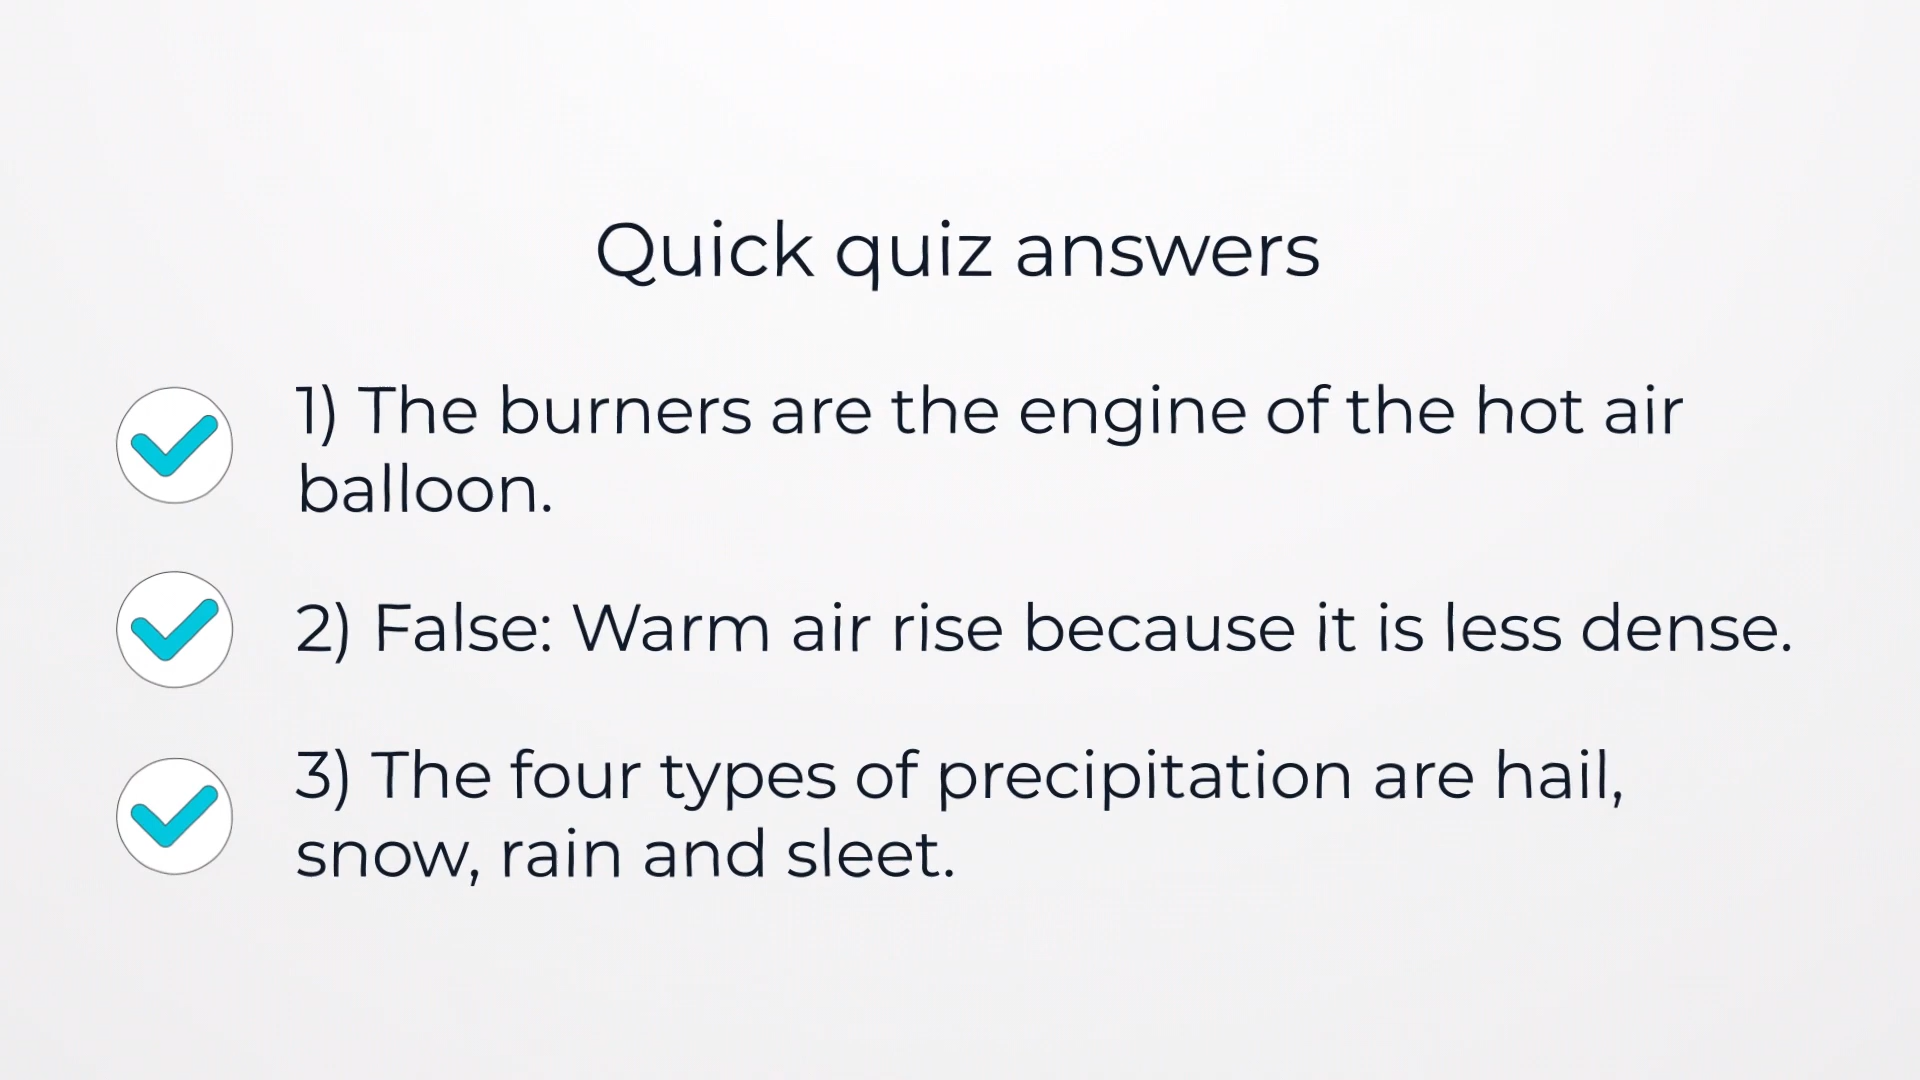 Quick quiz answers
1) The burners are the engine of the hot air
balloon.
2) False: Warm air rise because it is less dense.
3) The four types of precipitation are hail,
snow, rain and sleet.